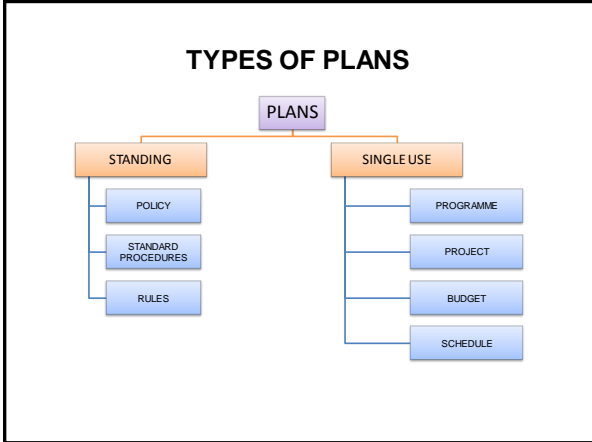 TYPES OF PLANS
PLANS
STANDING
POLICY
STANDARD
PROCEDURES
RULES
SINGLE USE
PROGRAMME
PROJECT
BUDGET
SCHEDULE